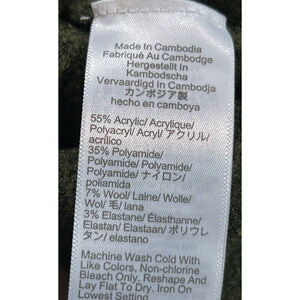 Made In Cambodia
Fabriqué Au Cambodge
Hergestellt In
Kambodscha
Vervaardigd In Cambodja
カンボジア製
hecho en camboya
55% Acrylic/ Acrylique/
Polyacryl/ Acryl/ アクリル/
acrílico
35% Polyamide/
Polyamide/ Polyamide/
Polyamide/ ナイロン/
poliamida
7% Wool/ Laine/ Wolle/
Wol/ 毛/ lana
3% Elastane/ Élasthanne/
Elastan/ Elastaan/ ポリウレ
タン/ elastano
Machine Wash Cold With
Like Colors, Non-chlorine
Bleach Only, Reshape And
Lay Flat To Dry. Iron On
Lowest Setting